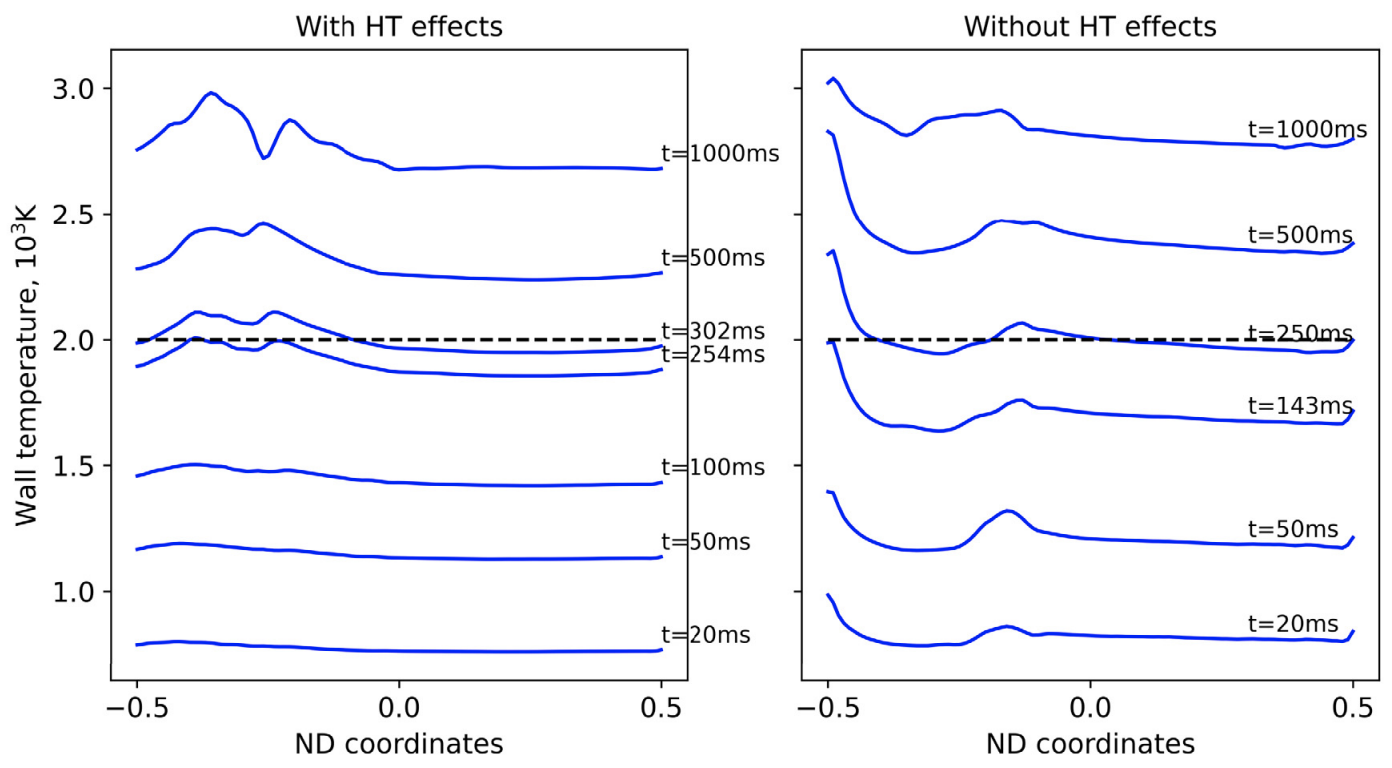 With HT effects
Without HT effects
Wall temperature, 10³K
3.0
2.5
2.0
1.5
1.0
t=1000ms
t=500ms
t=302ms
t=254ms
t=100ms
t=50ms
t=20ms
−0.5
0.0
0.5
ND coordinates
t=1000ms
t=500ms
t=250ms
t=143ms
t=50ms
t=20ms
−0.5
0.0
0.5
ND coordinates